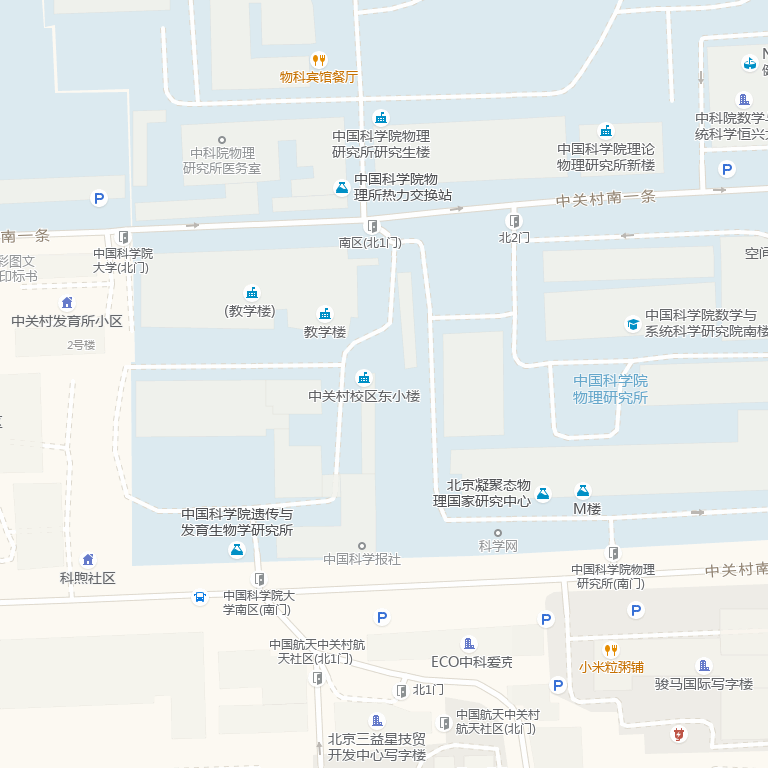 物科宾馆餐厅
中科院数学与
统科学恒兴大
中国科学院物理
研究所研究生楼
中国科学院理论
物理研究所新楼
中科院物理
研究所医务室
P
中国科学院物
理所热力交换站
P
中关村南一条
南一条
南区(北1门)
北2门
中国科学院
大学(北门)
空间
彩图文
印标书
(教学楼)
中关村发育所小区
教学楼
中国科学院数学与
系统科学研究院南楼
2号楼
中国科学院
物理研究所
中关村校区东小楼
区
北京凝聚态物
理国家研究中心
M楼
中国科学院遗传与
发育生物学研究所
科学网
中国科学报社
中国科学院物理
研究所(南门)
中关村南
科煦社区
中国科学院大
学南区(南门)
P
P
P
中国航天中关村航
天社区(北1门)
ECO中科爱克
小米粒粥铺
骏马国际写字楼
P
北1门
中国航天中关村
航天社区(北门)
北京三益星技贸
开发中心写字楼